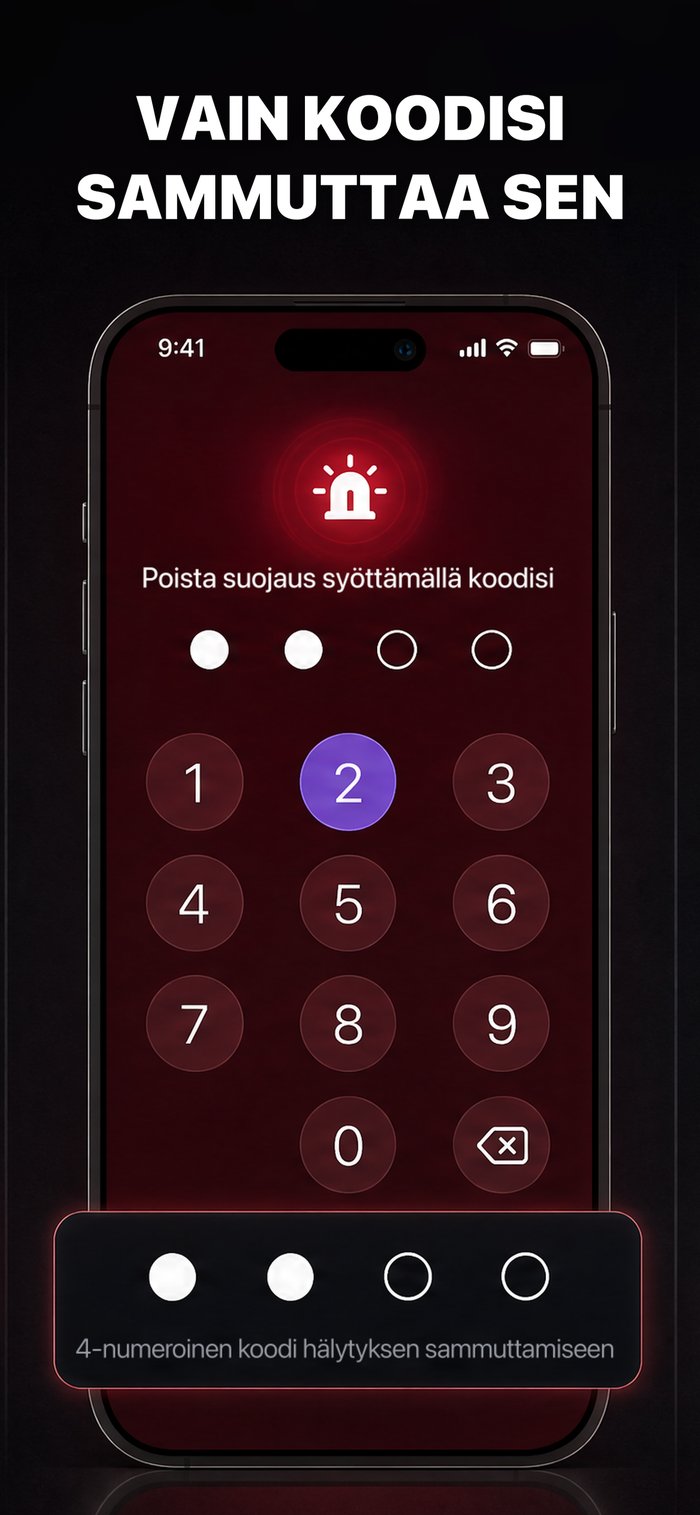 VAIN KOODISI
SAMMUTTAA SEN
9:41
Poista suojaus syöttämällä koodisi
1 2 3
4 5 6
7 8 9
0
4-numeroinen koodi hälytyksen sammuttamiseen